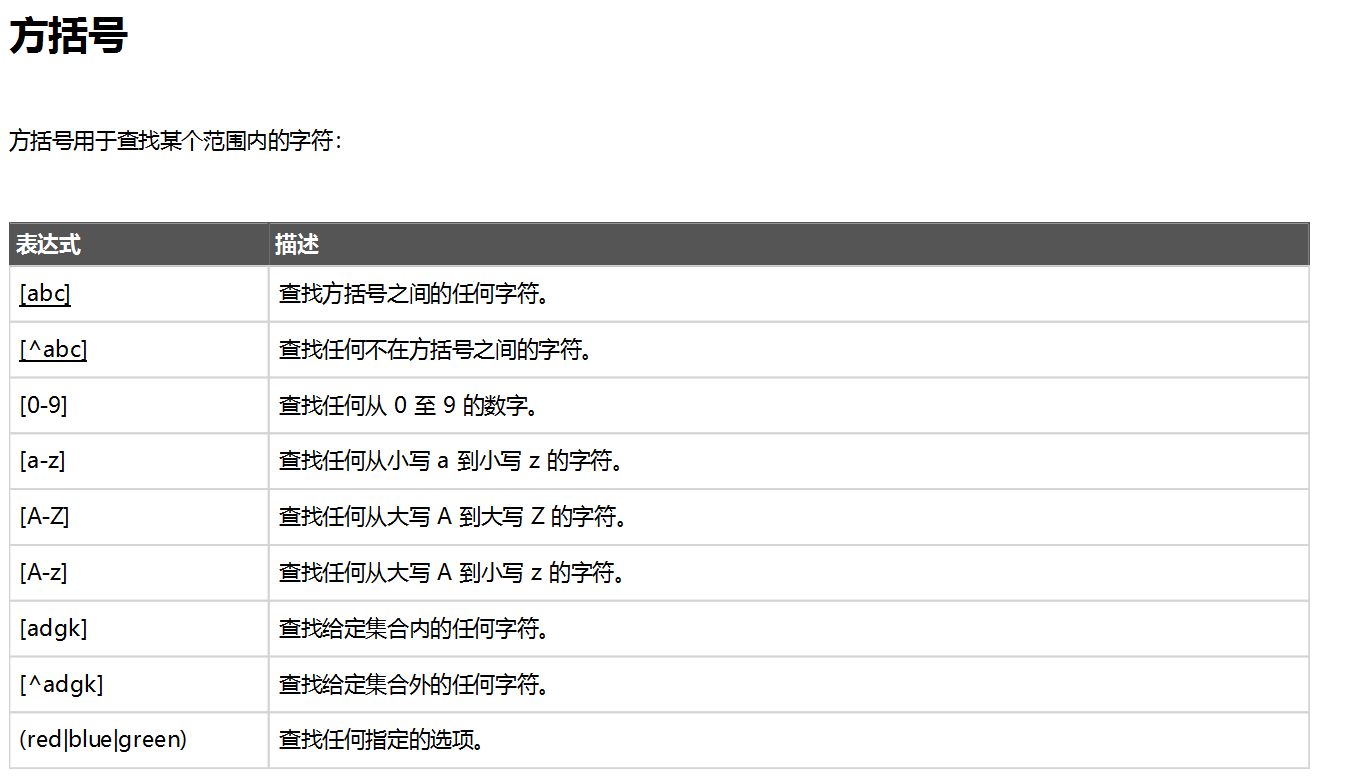 方括号
方括号用于查找某个范围内的字符：
表达式 描述
[abc] 查找方括号之间的任何字符。
[^abc] 查找任何不在方括号之间的字符。
[0-9] 查找任何从 0 至 9 的数字。
[a-z] 查找任何从小写 a 到小写 z 的字符。
[A-Z] 查找任何从大写 A 到大写 Z 的字符。
[A-z] 查找任何从大写 A 到小写 z 的字符。
[adgk] 查找给定集合内的任何字符。
[^adgk] 查找给定集合外的任何字符。
(red|blue|green) 查找任何指定的选项。